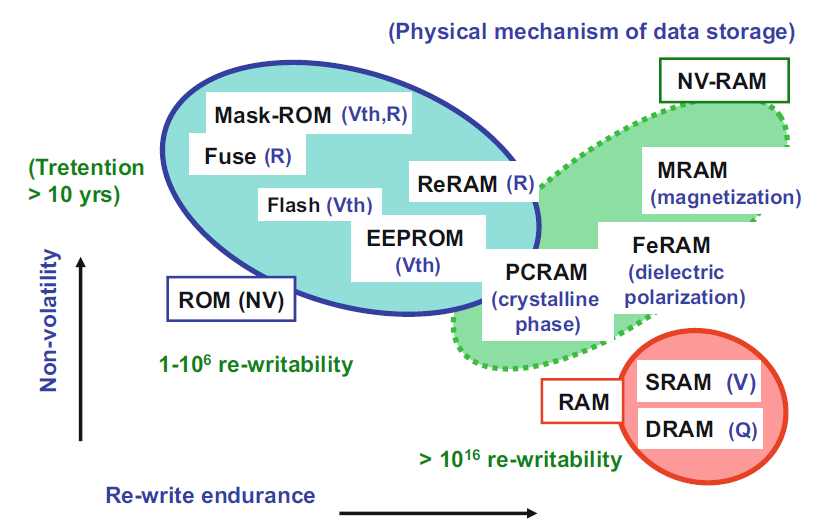 (Physical mechanism of data storage)
NV-RAM
Mask-ROM (Vth,R)
Fuse (R)
(Tretention
> 10 yrs)
ReRAM (R)
MRAM
(magnetization)
Flash (Vth)
EEPROM
(Vth)
FeRAM
(dielectric
polarization)
PCRAM
(crystalline
phase)
ROM (NV)
Non-volatility
1-10⁶ re-writability
RAM
SRAM (V)
DRAM (Q)
> 10¹⁶ re-writability
Re-write endurance